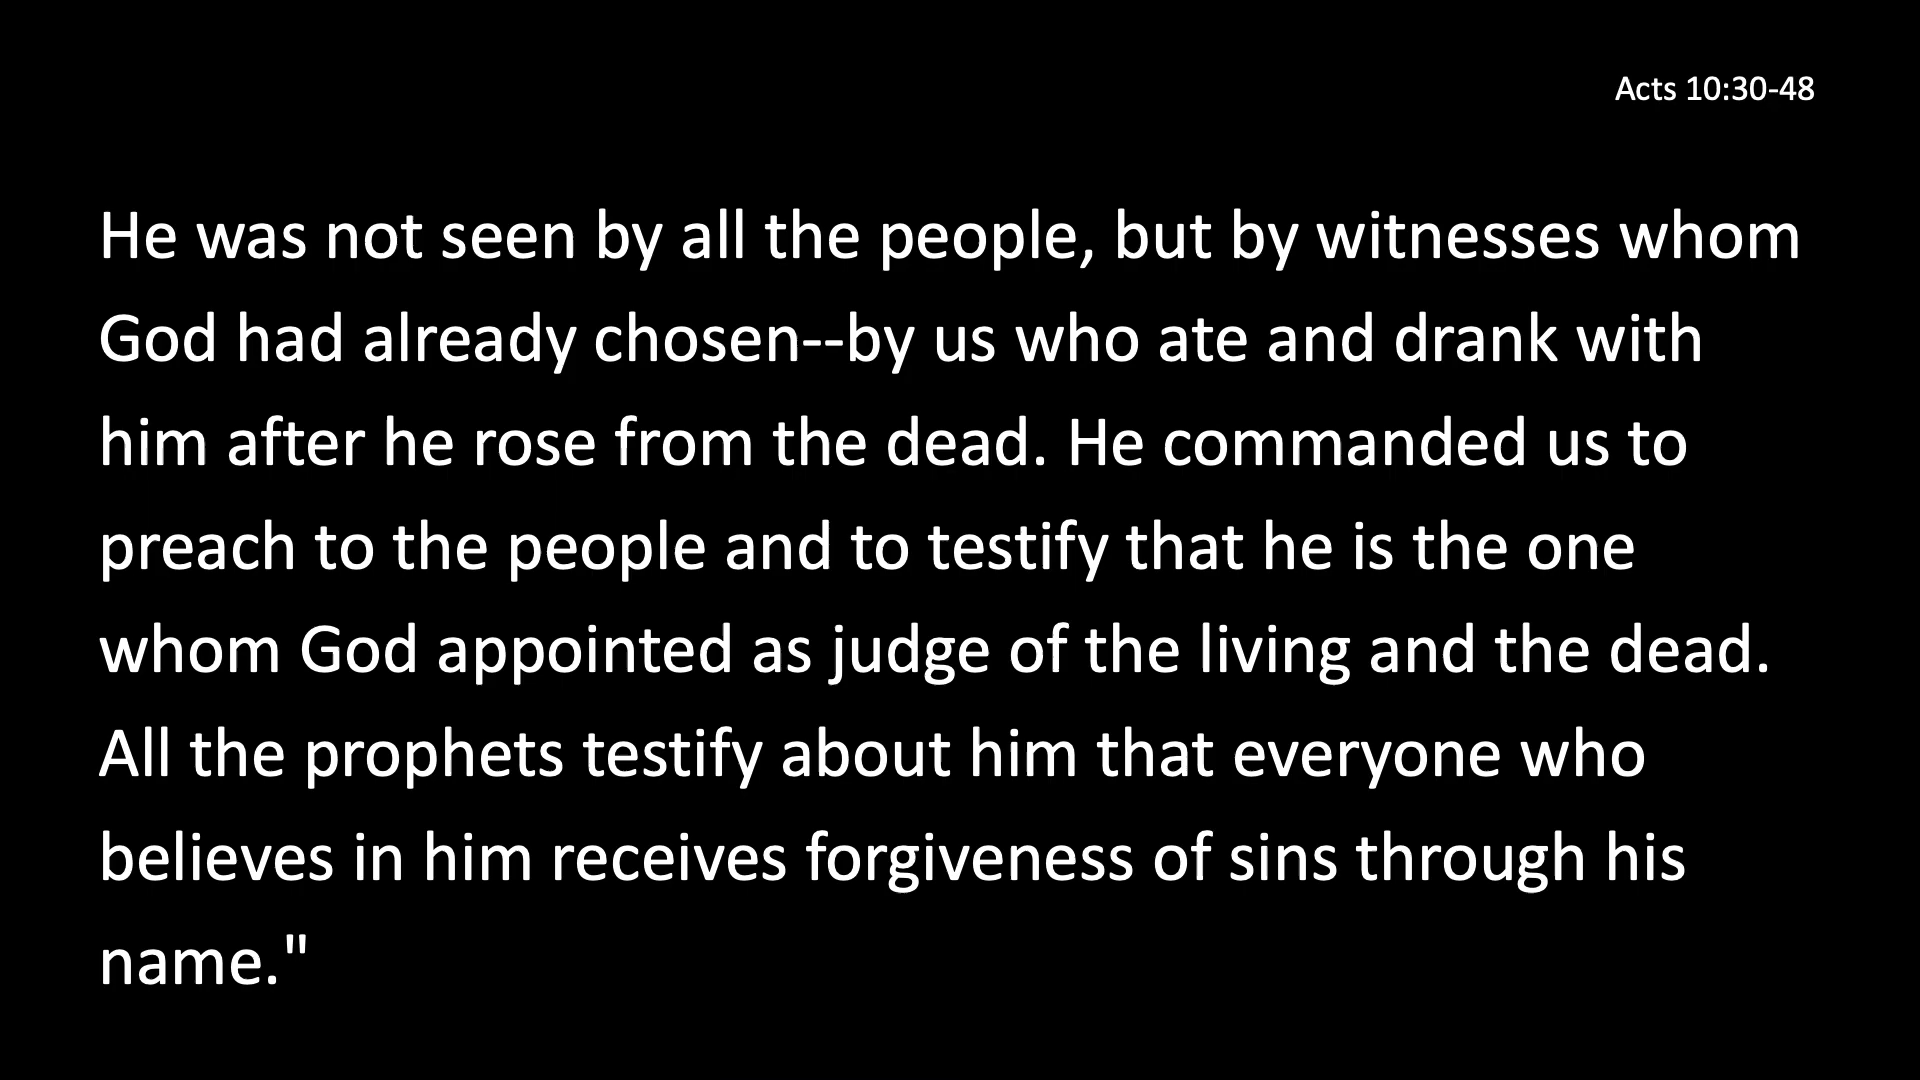 Acts 10:30-48
He was not seen by all the people, but by witnesses whom
God had already chosen--by us who ate and drank with
him after he rose from the dead. He commanded us to
preach to the people and to testify that he is the one
whom God appointed as judge of the living and the dead.
All the prophets testify about him that everyone who
believes in him receives forgiveness of sins through his
name."